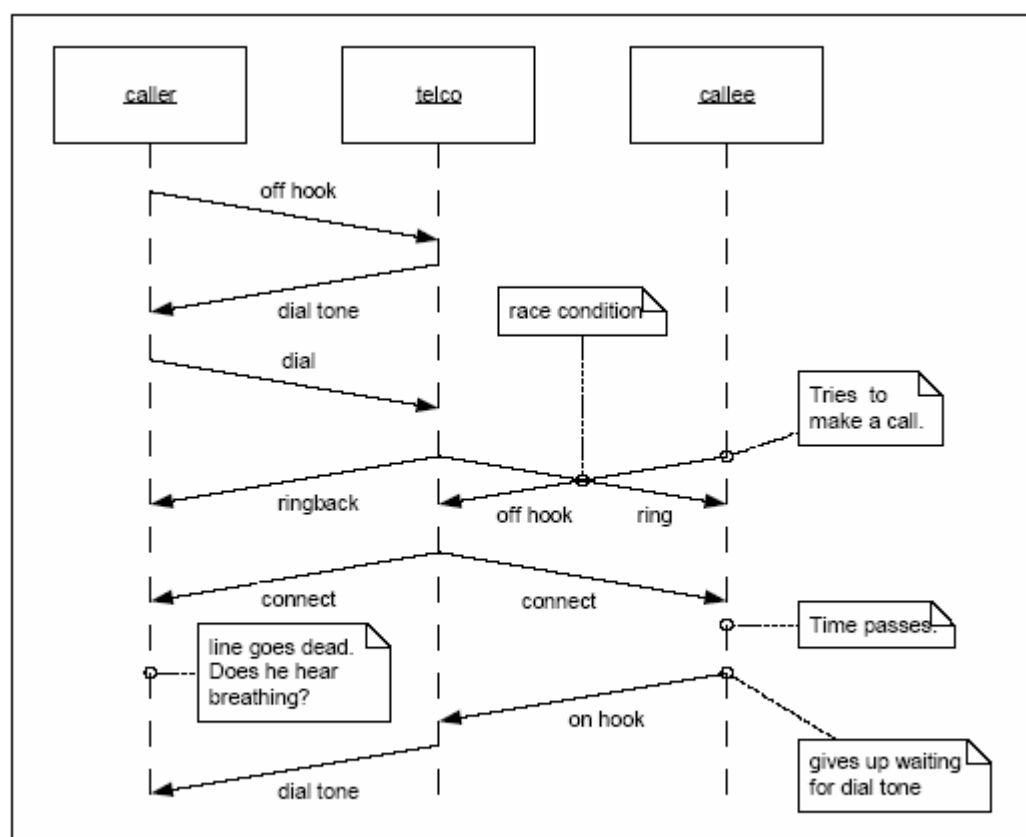 caller
telco
callee
off hook
dial tone
race condition
dial
Tries to
make a call.
ringback
off hook
ring
connect
connect
Time passes.
line goes dead.
Does he hear
breathing?
on hook
gives up waiting
for dial tone
dial tone